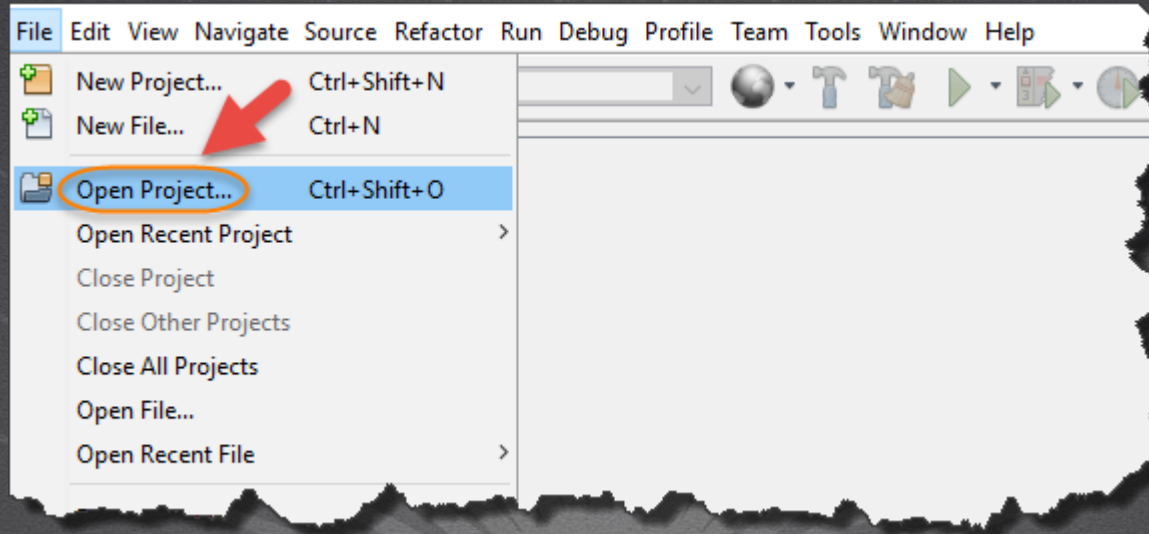 File Edit View Navigate Source Refactor Run Debug Profile Team Tools Window Help
New Project... Ctrl+Shift+N
New File... Ctrl+N
Open Project... Ctrl+Shift+O
Open Recent Project
Close Project
Close Other Projects
Close All Projects
Open File...
Open Recent File